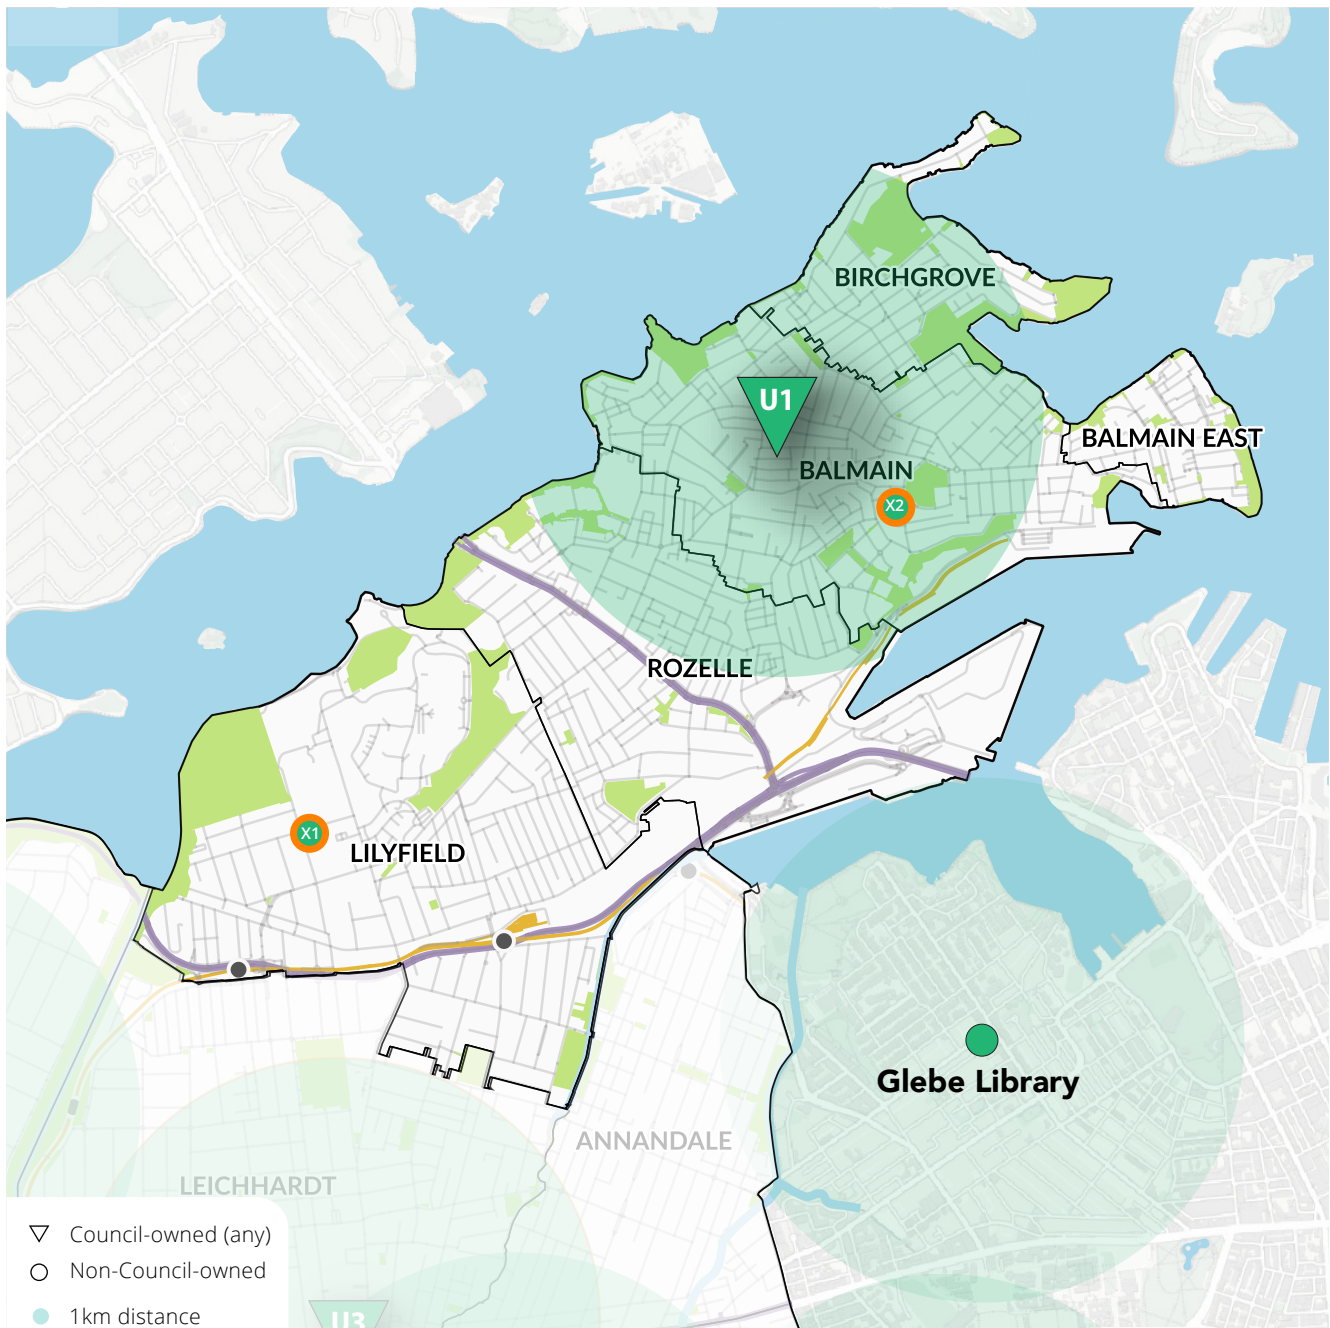 BIRCHGROVE
U1
BALMAIN EAST
BALMAIN
X2
ROZELLE
X1
LILYFIELD
Glebe Library
ANNANDALE
LEICHHARDT
Council-owned (any)
Non-Council-owned
1km distance
U3